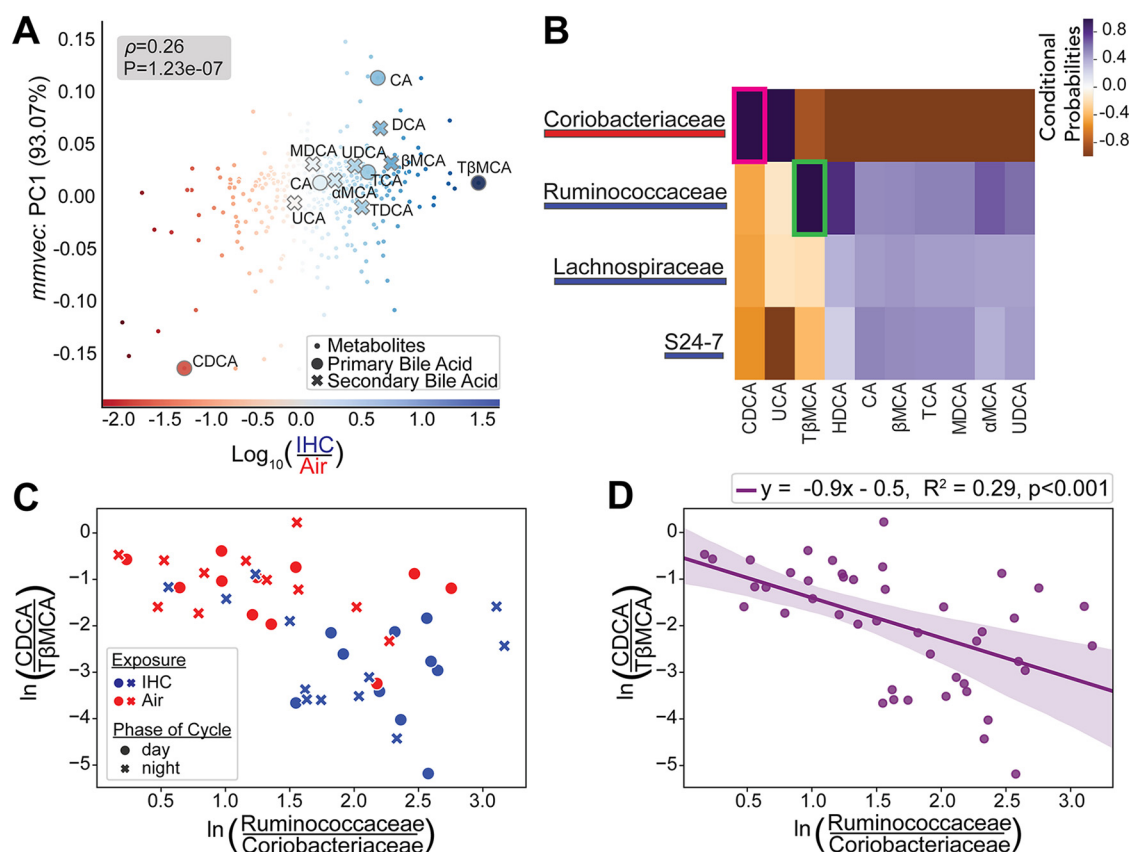 A
ρ=0.26
P=1.23e-07
mmvec: PC1 (93.07%)
0.15
0.10
0.05
0.00
-0.05
-0.10
-0.15
CA
DCA
MDCA
UDCA
βMCA
TβMCA
CA
TCA
αMCA
UCA
TDCA
CDCA
Metabolites
Primary Bile Acid
Secondary Bile Acid
-2.0 -1.5 -1.0 -0.5 0.0 0.5 1.0 1.5
Log10(IHC/Air)
B
Conditional
Probabilities
0.8
0.4
0.0
-0.4
-0.8
Coriobacteriaceae
Ruminococcaceae
Lachnospiraceae
S24-7
CDCA
UCA
TβMCA
HDCA
CA
βMCA
TCA
MDCA
αMCA
UDCA
C
ln(CDCA/TβMCA)
0
−1
−2
−3
−4
−5
Exposure
IHC
Air
Phase of Cycle
day
night
0.5 1.0 1.5 2.0 2.5 3.0
ln(Ruminococcaceae/Coriobacteriaceae)
D
y = -0.9x - 0.5, R² = 0.29, p<0.001
ln(CDCA/TβMCA)
0
−1
−2
−3
−4
−5
0.5 1.0 1.5 2.0 2.5 3.0
ln(Ruminococcaceae/Coriobacteriaceae)